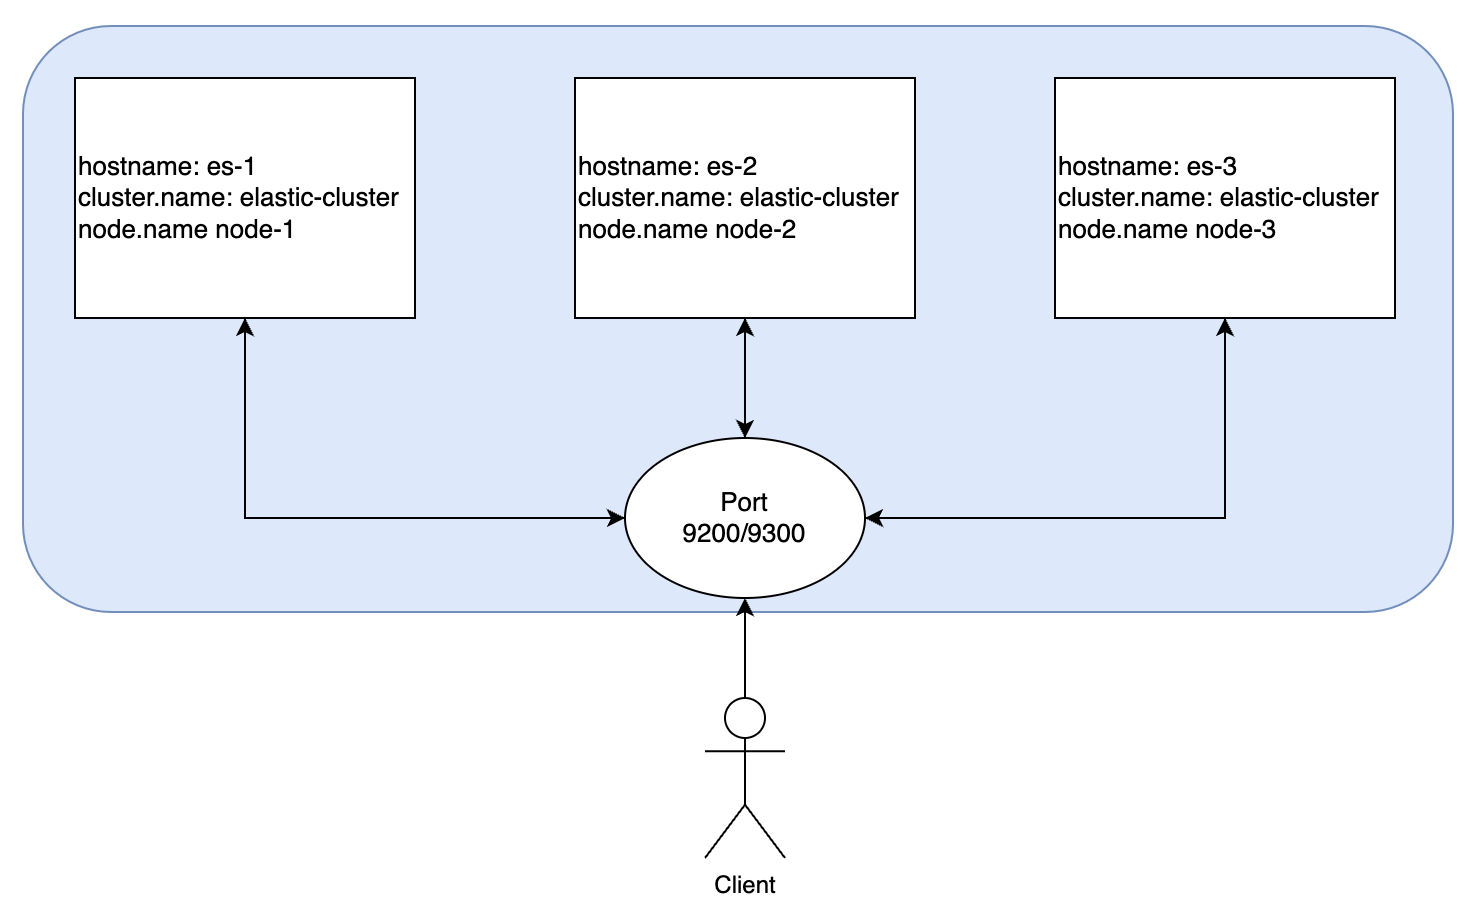 hostname: es-1
cluster.name: elastic-cluster
node.name node-1
hostname: es-2
cluster.name: elastic-cluster
node.name node-2
hostname: es-3
cluster.name: elastic-cluster
node.name node-3
Port
9200/9300
Client